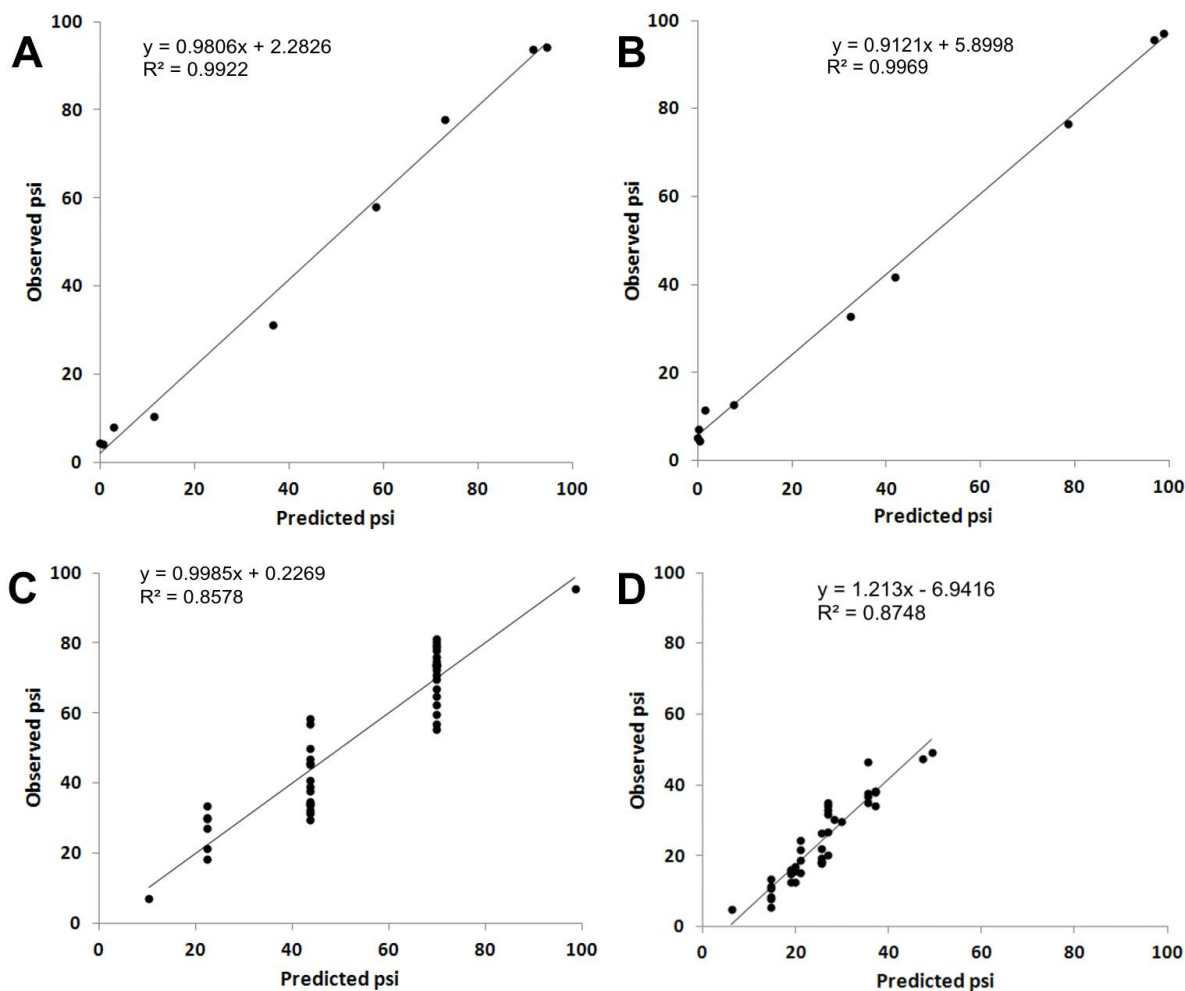 A
y = 0.9806x + 2.2826
R² = 0.9922
100
80
60
40
20
0
Observed psi
0 20 40 60 80 100
Predicted psi
B
y = 0.9121x + 5.8998
R² = 0.9969
100
80
60
40
20
0
Observed psi
0 20 40 60 80 100
Predicted psi
C
y = 0.9985x + 0.2269
R² = 0.8578
100
80
60
40
20
0
Observed psi
0 20 40 60 80 100
Predicted psi
D
y = 1.213x - 6.9416
R² = 0.8748
100
80
60
40
20
0
Observed psi
0 20 40 60 80 100
Predicted psi